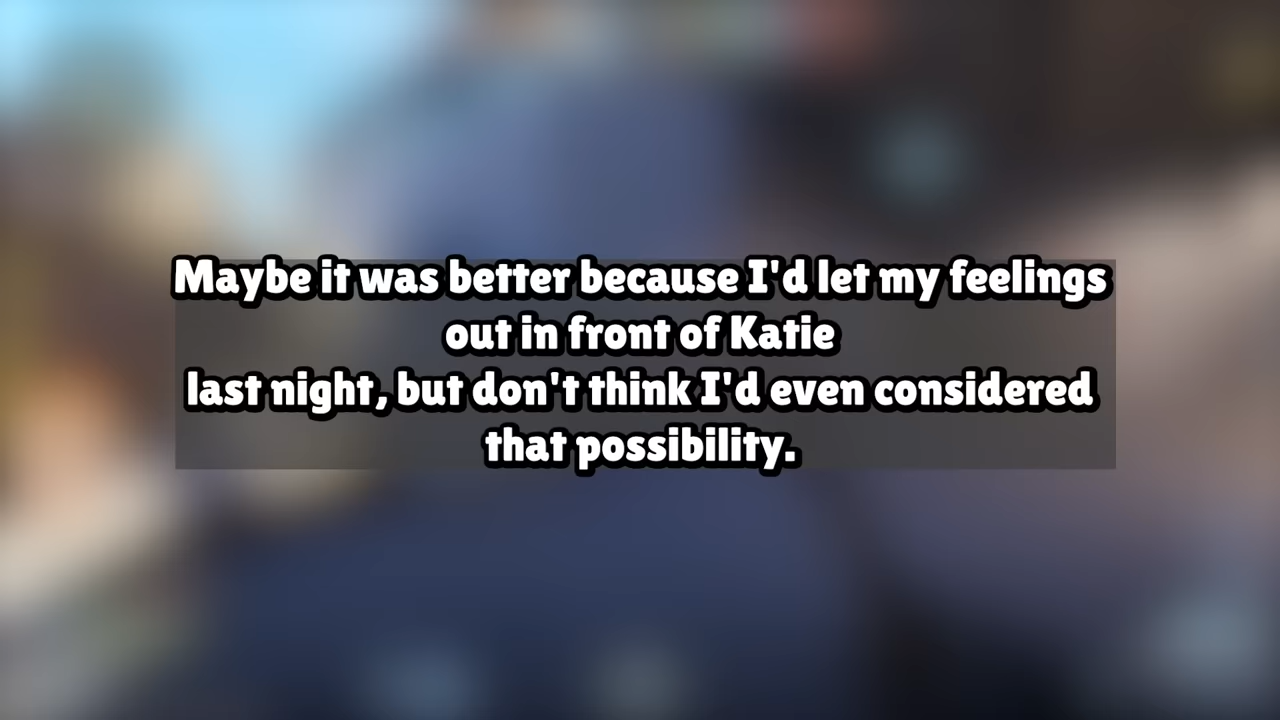 Maybe it was better because I'd let my feelings
out in front of Katie
last night, but don't think I'd even considered
that possibility.